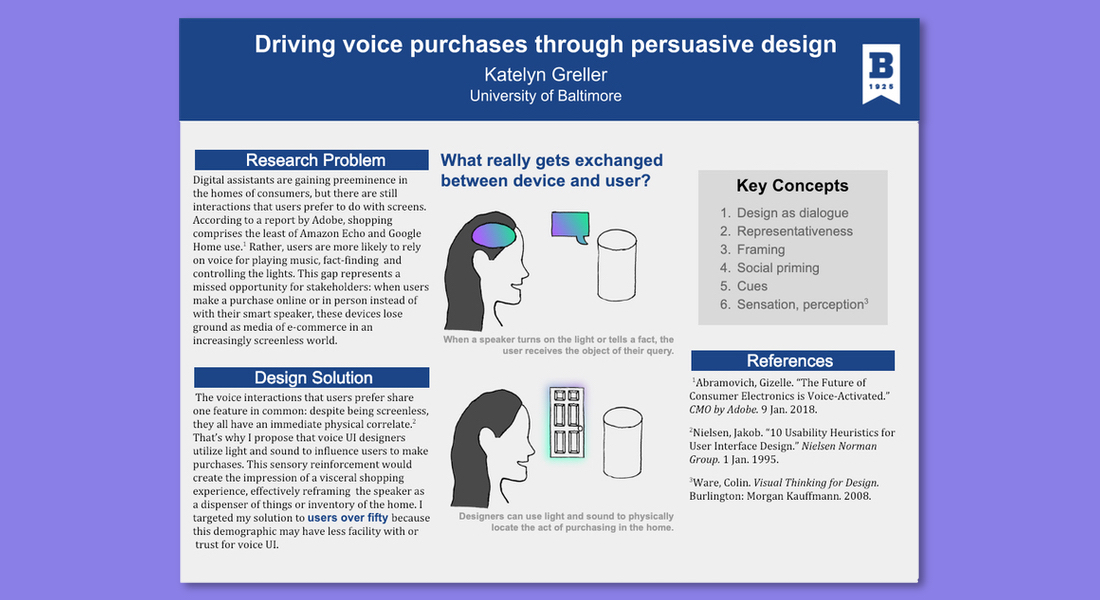 Driving voice purchases through persuasive design
Katelyn Greller
University of Baltimore
B
1925
Research Problem
Digital assistants are gaining preeminence in
the homes of consumers, but there are still
interactions that users prefer to do with screens.
According to a report by Adobe, shopping
comprises the least of Amazon Echo and Google
Home use.1 Rather, users are more likely to rely
on voice for playing music, fact-finding and
controlling the lights. This gap represents a
missed opportunity for stakeholders: when users
make a purchase online or in person instead of
with their smart speaker, these devices lose
ground as media of e-commerce in an
increasingly screenless world.
Design Solution
The voice interactions that users prefer share
one feature in common: despite being screenless,
they all have an immediate physical correlate.2
That's why I propose that voice UI designers
utilize light and sound to influence users to make
purchases. This sensory reinforcement would
create the impression of a visceral shopping
experience, effectively reframing the speaker as
a dispenser of things or inventory of the home. I
targeted my solution to users over fifty because
this demographic may have less facility with or
trust for voice UI.
What really gets exchanged
between device and user?
When a speaker turns on the light or tells a fact, the
user receives the object of their query.
Designers can use light and sound to physically
locate the act of purchasing in the home.
Key Concepts
1. Design as dialogue
2. Representativeness
3. Framing
4. Social priming
5. Cues
6. Sensation, perception3
References
1Abramovich, Gizelle. "The Future of
Consumer Electronics is Voice-Activated."
CMO by Adobe. 9 Jan. 2018.
2Nielsen, Jakob. "10 Usability Heuristics for
User Interface Design." Nielsen Norman
Group. 1 Jan. 1995.
3Ware, Colin. Visual Thinking for Design.
Burlington: Morgan Kauffmann. 2008.